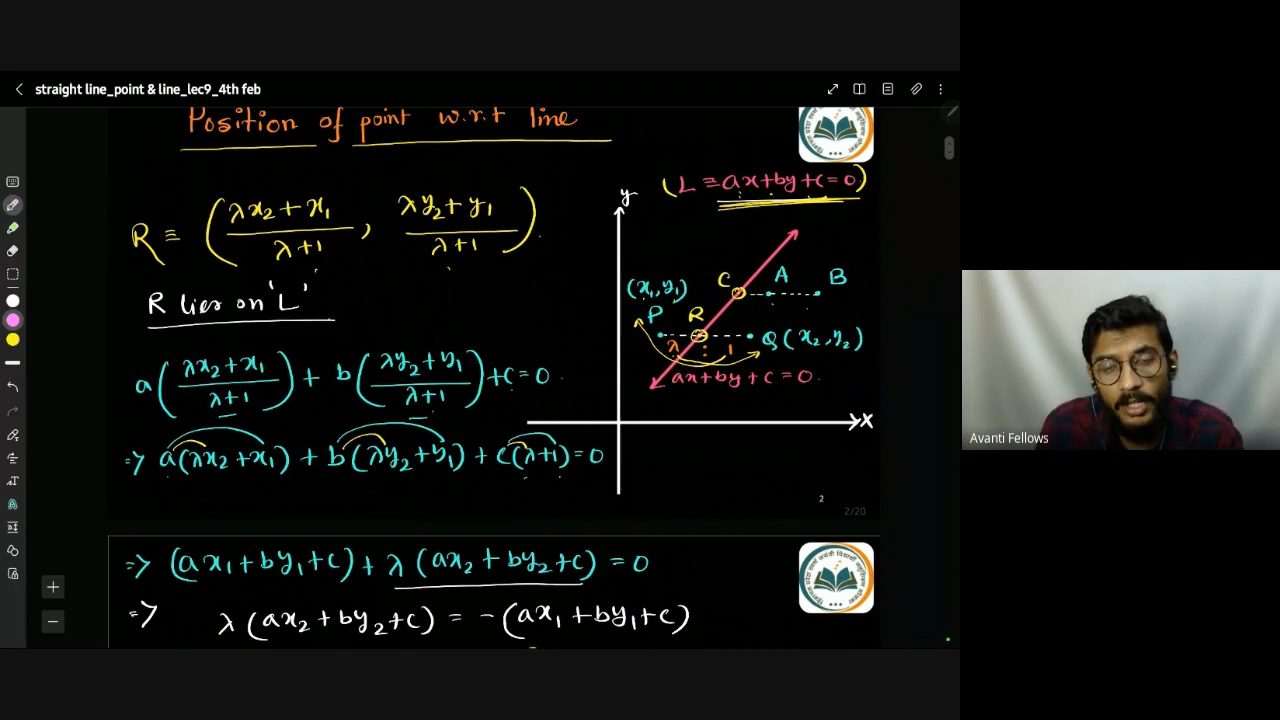 straight line_point & line_lec9_4th feb
Position of point w.r.t line
R ≡ (λx₂+x₁/λ+1, λy₂+y₁/λ+1).
R lies on 'L'
a(λx₂+x₁/λ+1) + b(λy₂+y₁/λ+1)+c=0.
=> a(λx₂+x₁) + b(λy₂+y₁) + c(λ+1)=0
(L ≡ ax+by+c=0)
y
C A B
(x₁,y₁)
P R Q(x₂,y₂)
λ : 1
ax+by+c=0.
x
2
2/20
=> (ax₁+by₁+c)+λ(ax₂+by₂+c)=0
=> λ(ax₂+by₂+c) = -(ax₁+by₁+c)
Avanti Fellows